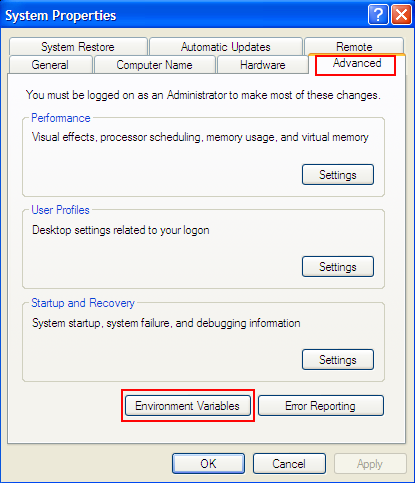 System Properties
System Restore Automatic Updates Remote
General Computer Name Hardware Advanced
You must be logged on as an Administrator to make most of these changes.
Performance
Visual effects, processor scheduling, memory usage, and virtual memory
Settings
User Profiles
Desktop settings related to your logon
Settings
Startup and Recovery
System startup, system failure, and debugging information
Settings
Environment Variables Error Reporting
OK Cancel Apply